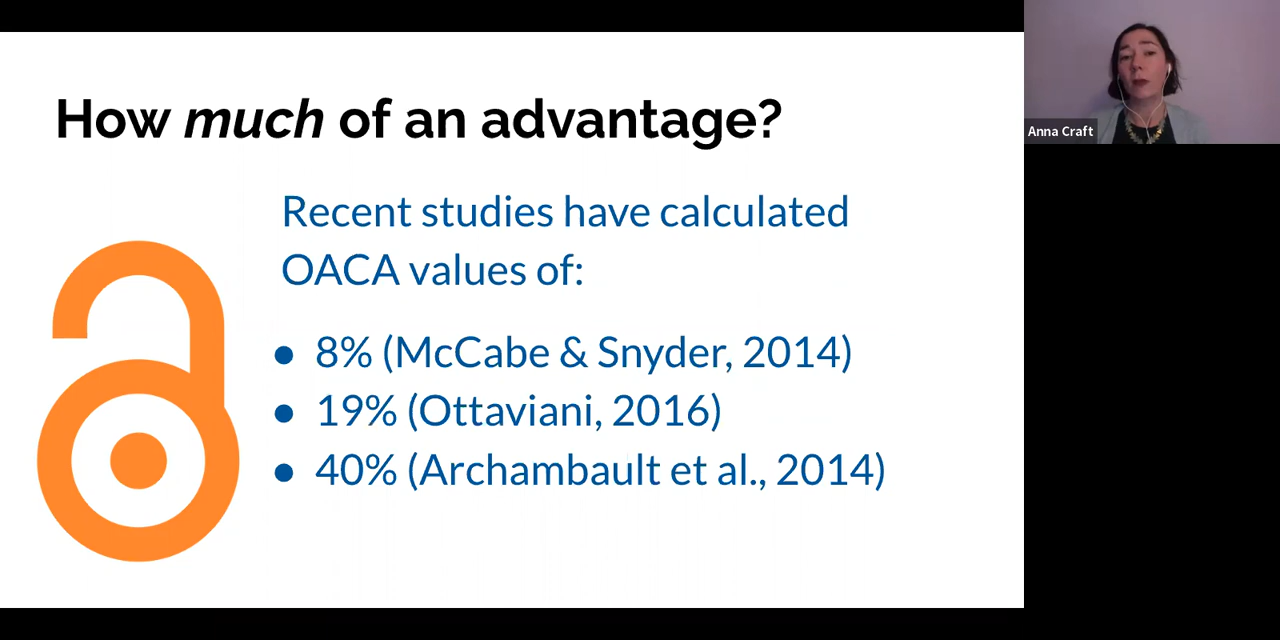 How much of an advantage?
Recent studies have calculated
OACA values of:
● 8% (McCabe & Snyder, 2014)
● 19% (Ottaviani, 2016)
● 40% (Archambault et al., 2014)
Anna Craft